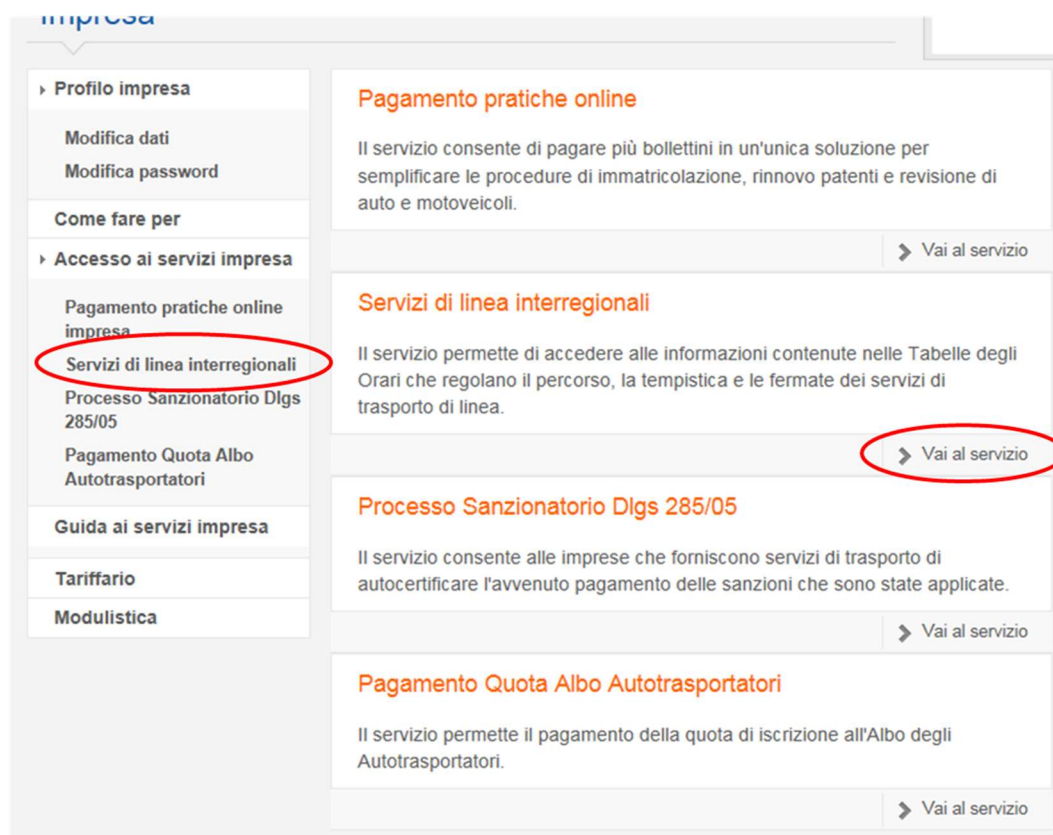 Impresa
Profilo impresa
Modifica dati
Modifica password
Come fare per
Accesso ai servizi impresa
Pagamento pratiche online
impresa
Servizi di linea interregionali
Processo Sanzionatorio Dlgs
285/05
Pagamento Quota Albo
Autotrasportatori
Guida ai servizi impresa
Tariffario
Modulistica
Pagamento pratiche online
Il servizio consente di pagare più bollettini in un'unica soluzione per
semplificare le procedure di immatricolazione, rinnovo patenti e revisione di
auto e motoveicoli.
Vai al servizio
Servizi di linea interregionali
Il servizio permette di accedere alle informazioni contenute nelle Tabelle degli
Orari che regolano il percorso, la tempistica e le fermate dei servizi di
trasporto di linea.
Vai al servizio
Processo Sanzionatorio Dlgs 285/05
Il servizio consente alle imprese che forniscono servizi di trasporto di
autocertificare l'avvenuto pagamento delle sanzioni che sono state applicate.
Vai al servizio
Pagamento Quota Albo Autotrasportatori
Il servizio permette il pagamento della quota di iscrizione all'Albo degli
Autotrasportatori.
Vai al servizio